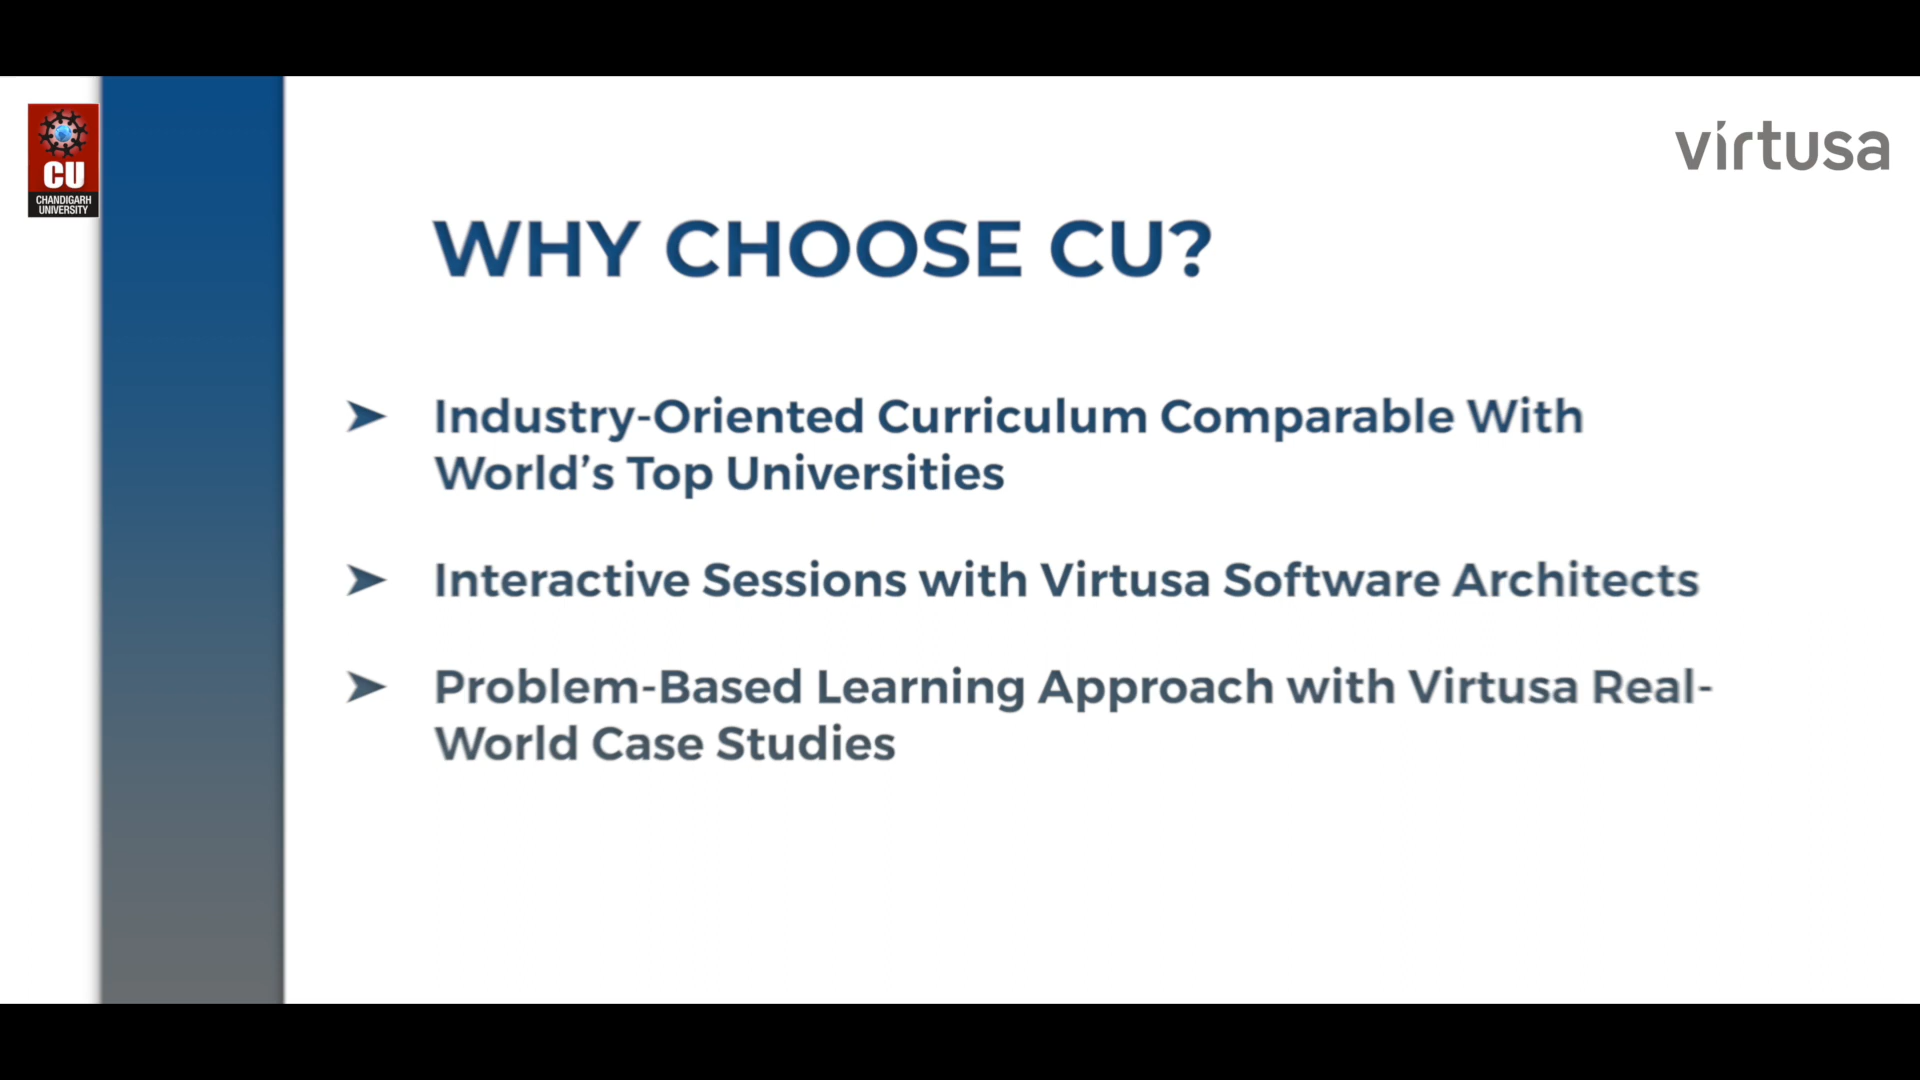 CU
CHANDIGARH
UNIVERSITY
virtusa
WHY CHOOSE CU?
➤ Industry-Oriented Curriculum Comparable With
World’s Top Universities
➤ Interactive Sessions with Virtusa Software Architects
➤ Problem-Based Learning Approach with Virtusa Real-
World Case Studies